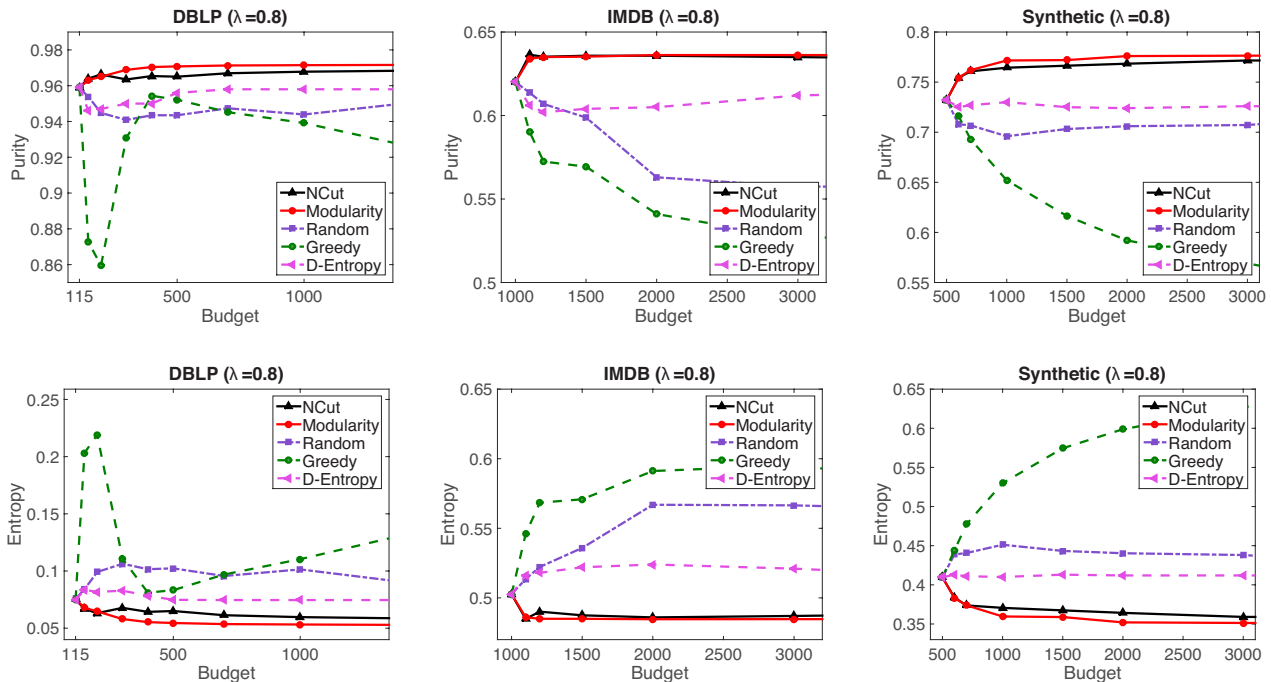 DBLP (λ=0.8)
0.98
0.96
0.94
0.92
0.9
0.88
0.86
Purity
115
500
1000
Budget
NCut
Modularity
Random
Greedy
D-Entropy
IMDB (λ=0.8)
0.65
0.6
0.55
0.5
Purity
1000
1500
2000
2500
3000
Budget
NCut
Modularity
Random
Greedy
D-Entropy
Synthetic (λ=0.8)
0.8
0.75
0.7
0.65
0.6
0.55
Purity
500
1000
1500
2000
2500
3000
Budget
NCut
Modularity
Random
Greedy
D-Entropy
DBLP (λ=0.8)
0.25
0.2
0.15
0.1
0.05
Entropy
115
500
1000
Budget
NCut
Modularity
Random
Greedy
D-Entropy
IMDB (λ=0.8)
0.65
0.6
0.55
0.5
Entropy
1000
1500
2000
2500
3000
Budget
NCut
Modularity
Random
Greedy
D-Entropy
Synthetic (λ=0.8)
0.65
0.6
0.55
0.5
0.45
0.4
0.35
Entropy
500
1000
1500
2000
2500
3000
Budget
NCut
Modularity
Random
Greedy
D-Entropy